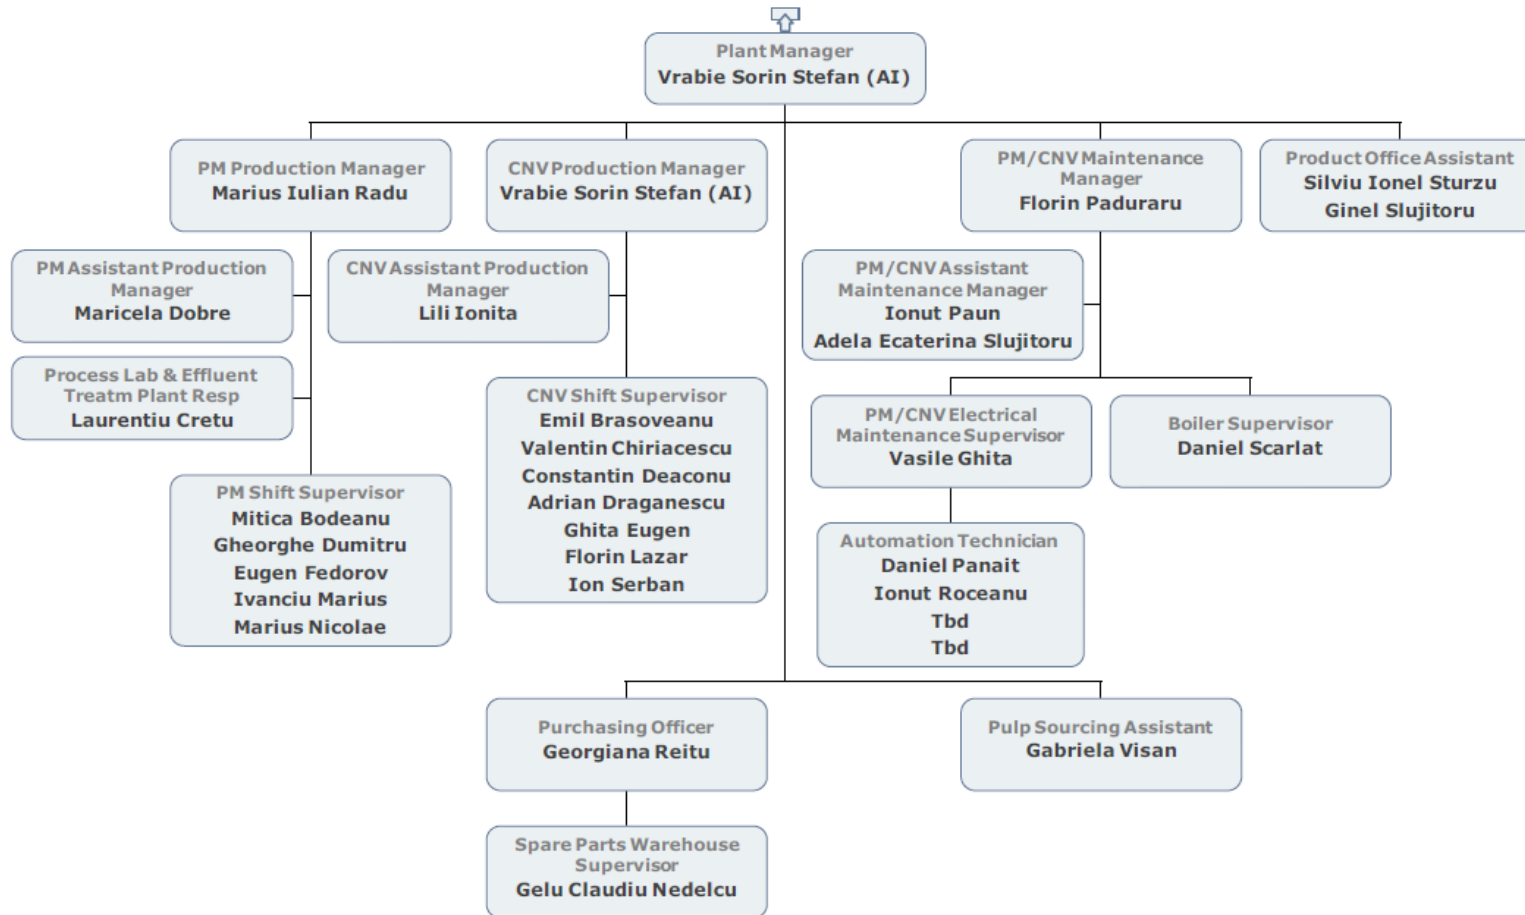 Plant Manager
Vrabie Sorin Stefan (AI)
PM Production Manager
Marius Iulian Radu
CNV Production Manager
Vrabie Sorin Stefan (AI)
PM/CNV Maintenance
Manager
Florin Paduraru
Product Office Assistant
Silviu Ionel Sturzu
Ginel Slujitoru
PM Assistant Production
Manager
Maricela Dobre
CNV Assistant Production
Manager
Lili Ionita
PM/CNV Assistant
Maintenance Manager
Ionut Paun
Adela Ecaterina Slujitoru
Process Lab & Effluent
Treatm Plant Resp
Laurentiu Cretu
CNV Shift Supervisor
Emil Brasoveanu
Valentin Chiriacescu
Constantin Deaconu
Adrian Draganescu
Ghita Eugen
Florin Lazar
Ion Serban
PM/CNV Electrical
Maintenance Supervisor
Vasile Ghita
Boiler Supervisor
Daniel Scarlat
PM Shift Supervisor
Mitica Bodeanu
Gheorghe Dumitru
Eugen Fedorov
Ivanciu Marius
Marius Nicolae
Automation Technician
Daniel Panait
Ionut Roceanu
Tbd
Tbd
Purchasing Officer
Georgiana Reitu
Pulp Sourcing Assistant
Gabriela Visan
Spare Parts Warehouse
Supervisor
Gelu Claudiu Nedelcu